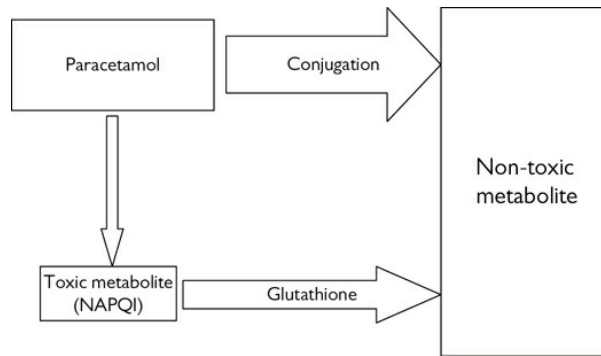 Paracetamol
Conjugation
Non-toxic
metabolite
Toxic metabolite
(NAPQI)
Glutathione